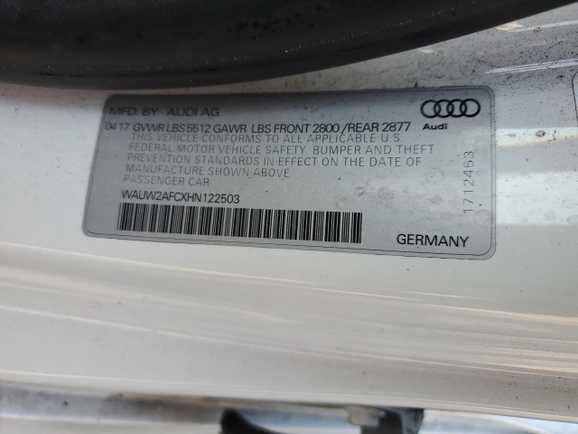 MFD. BY: AUDI AG
04 17 GVWR LBS 5512 GAWR LBS FRONT 2800 / REAR 2877
THIS VEHICLE CONFORMS TO ALL APPLICABLE U S
FEDERAL MOTOR VEHICLE SAFETY, BUMPER AND THEFT
PREVENTION STANDARDS IN EFFECT ON THE DATE OF
MANUFACTURE SHOWN ABOVE.
PASSENGER CAR
WAUW2AFCXHN122503
GERMANY
Audi
1712453